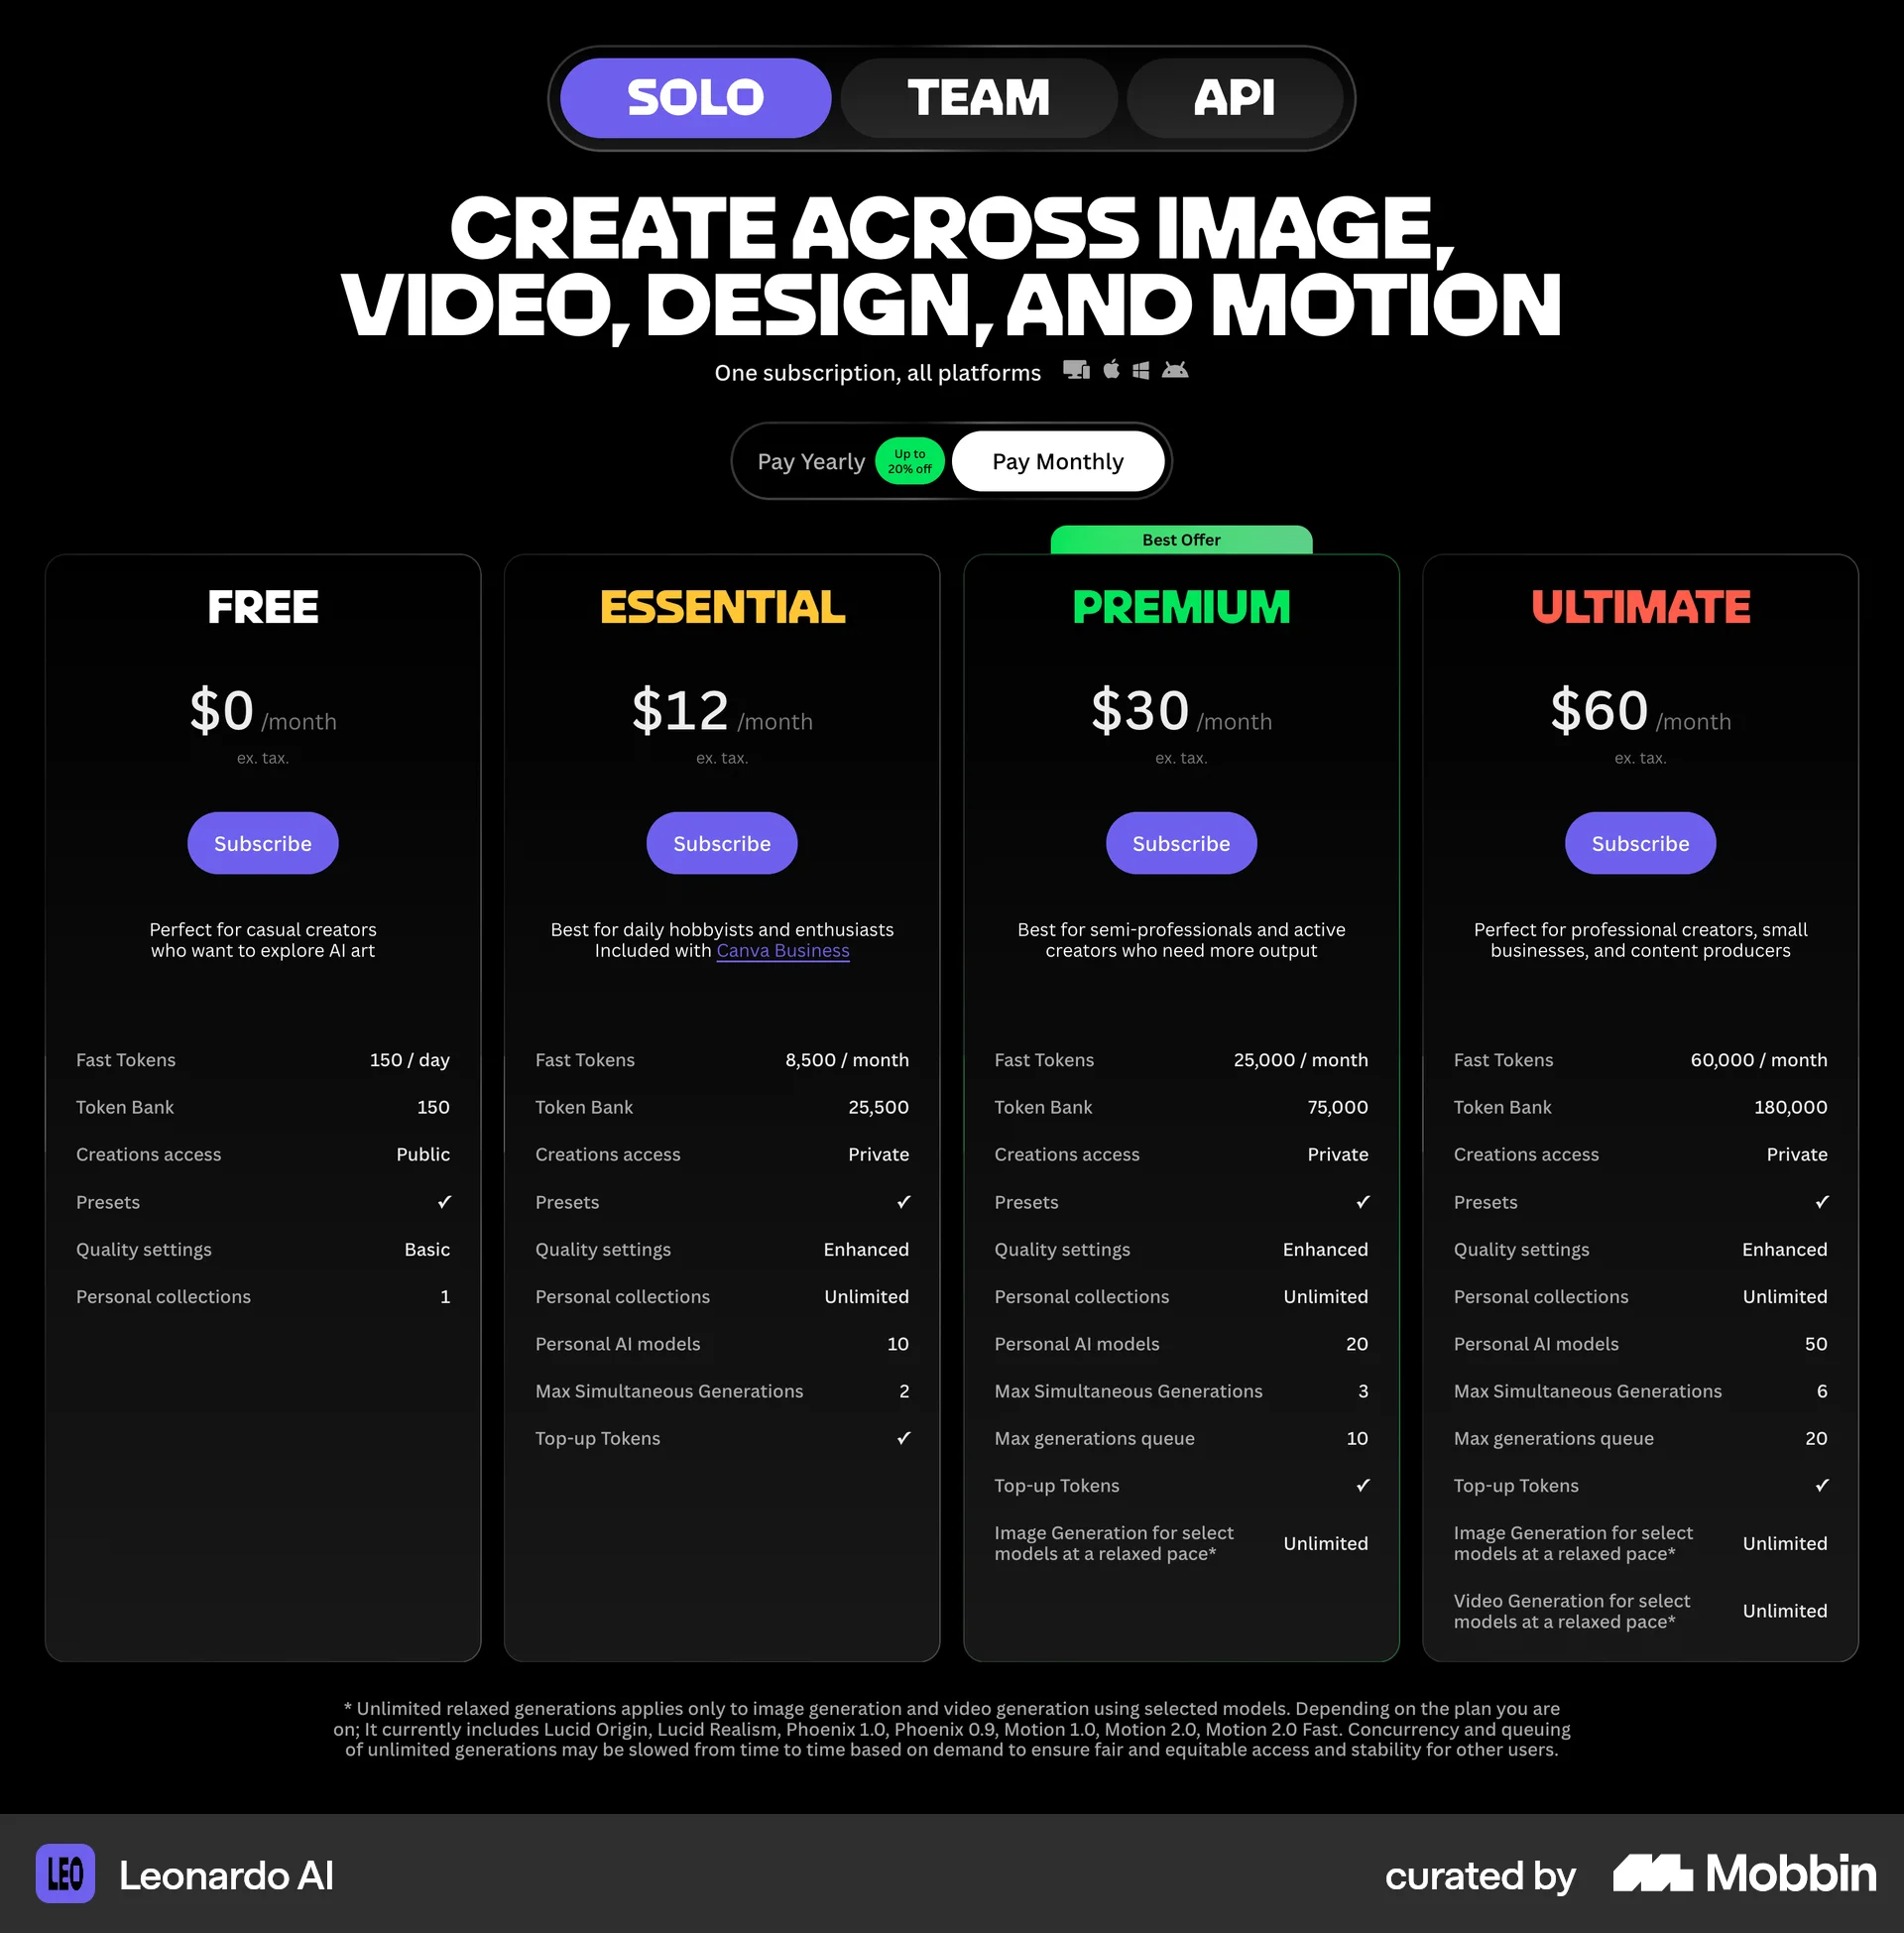 SOLO
TEAM
API
CREATE ACROSS IMAGE,
VIDEO, DESIGN, AND MOTION
One subscription, all platforms
Pay Yearly
Up to
20% off
Pay Monthly
FREE
$0 /month
ex. tax.
Subscribe
Perfect for casual creators
who want to explore AI art
Fast Tokens 150 / day
Token Bank 150
Creations access Public
Presets ✓
Quality settings Basic
Personal collections 1
ESSENTIAL
$12 /month
ex. tax.
Subscribe
Best for daily hobbyists and enthusiasts
Included with Canva Business
Fast Tokens 8,500 / month
Token Bank 25,500
Creations access Private
Presets ✓
Quality settings Enhanced
Personal collections Unlimited
Personal AI models 10
Max Simultaneous Generations 2
Top-up Tokens ✓
Best Offer
PREMIUM
$30 /month
ex. tax.
Subscribe
Best for semi-professionals and active
creators who need more output
Fast Tokens 25,000 / month
Token Bank 75,000
Creations access Private
Presets ✓
Quality settings Enhanced
Personal collections Unlimited
Personal AI models 20
Max Simultaneous Generations 3
Max generations queue 10
Top-up Tokens ✓
Image Generation for select
models at a relaxed pace* Unlimited
ULTIMATE
$60 /month
ex. tax.
Subscribe
Perfect for professional creators, small
businesses, and content producers
Fast Tokens 60,000 / month
Token Bank 180,000
Creations access Private
Presets ✓
Quality settings Enhanced
Personal collections Unlimited
Personal AI models 50
Max Simultaneous Generations 6
Max generations queue 20
Top-up Tokens ✓
Image Generation for select
models at a relaxed pace* Unlimited
Video Generation for select
models at a relaxed pace* Unlimited
* Unlimited relaxed generations applies only to image generation and video generation using selected models. Depending on the plan you are
on; It currently includes Lucid Origin, Lucid Realism, Phoenix 1.0, Phoenix 0.9, Motion 1.0, Motion 2.0, Motion 2.0 Fast. Concurrency and queuing
of unlimited generations may be slowed from time to time based on demand to ensure fair and equitable access and stability for other users.
LEO
Leonardo AI
curated by
Mobbin